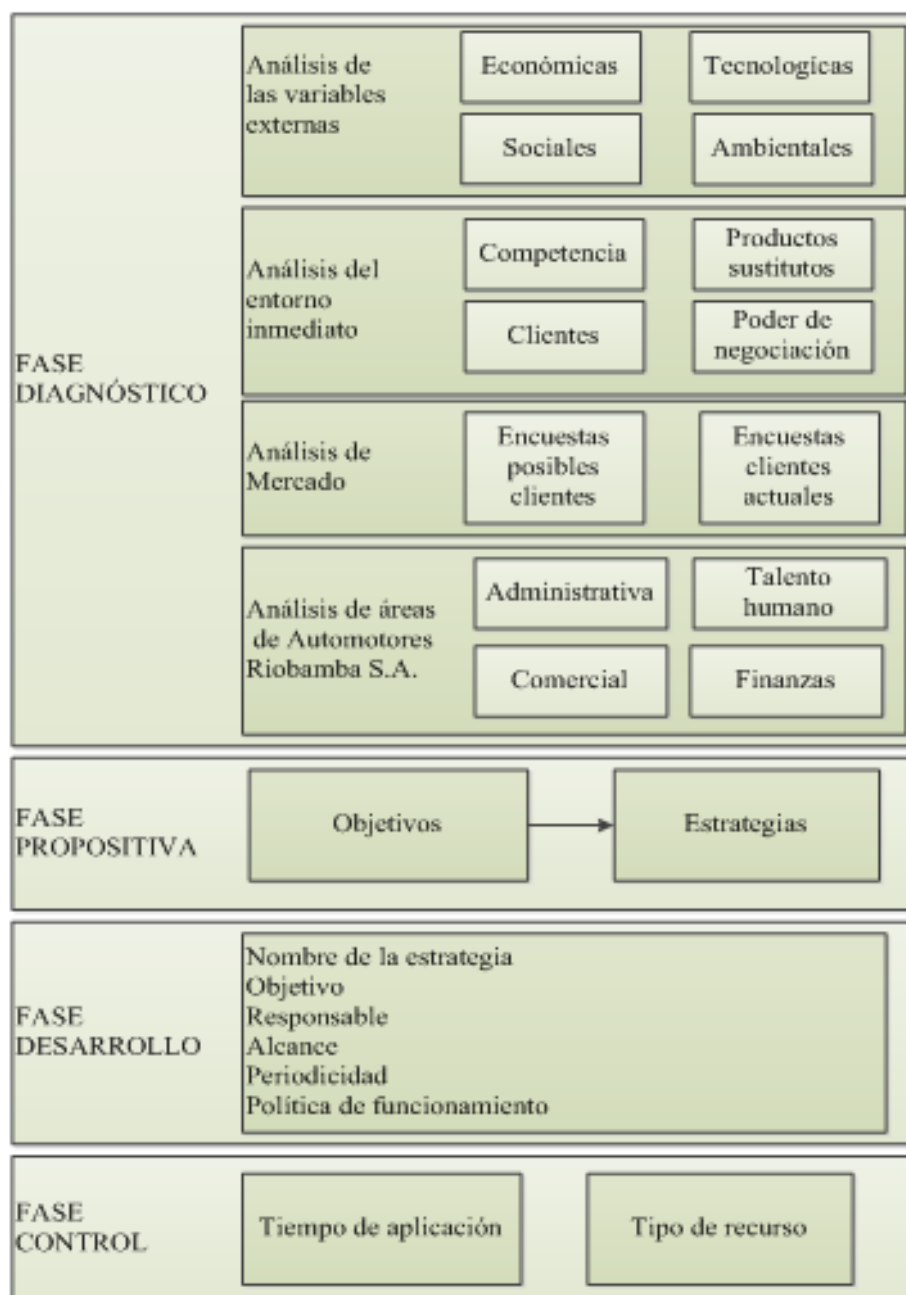 FASE
DIAGNÓSTICO
Análisis de
las variables
externas
Económicas
Tecnologícas
Sociales
Ambientales
Análisis del
entorno
inmediato
Competencia
Productos
sustitutos
Clientes
Poder de
negociación
Análisis de
Mercado
Encuestas
posibles
clientes
Encuestas
clientes
actuales
Análisis de áreas
de Automotores
Riobamba S.A.
Administrativa
Talento
humano
Comercial
Finanzas
FASE
PROPOSITIVA
Objetivos
Estrategias
FASE
DESARROLLO
Nombre de la estrategia
Objetivo
Responsable
Alcance
Periodicidad
Política de funcionamiento
FASE
CONTROL
Tiempo de aplicación
Tipo de recurso